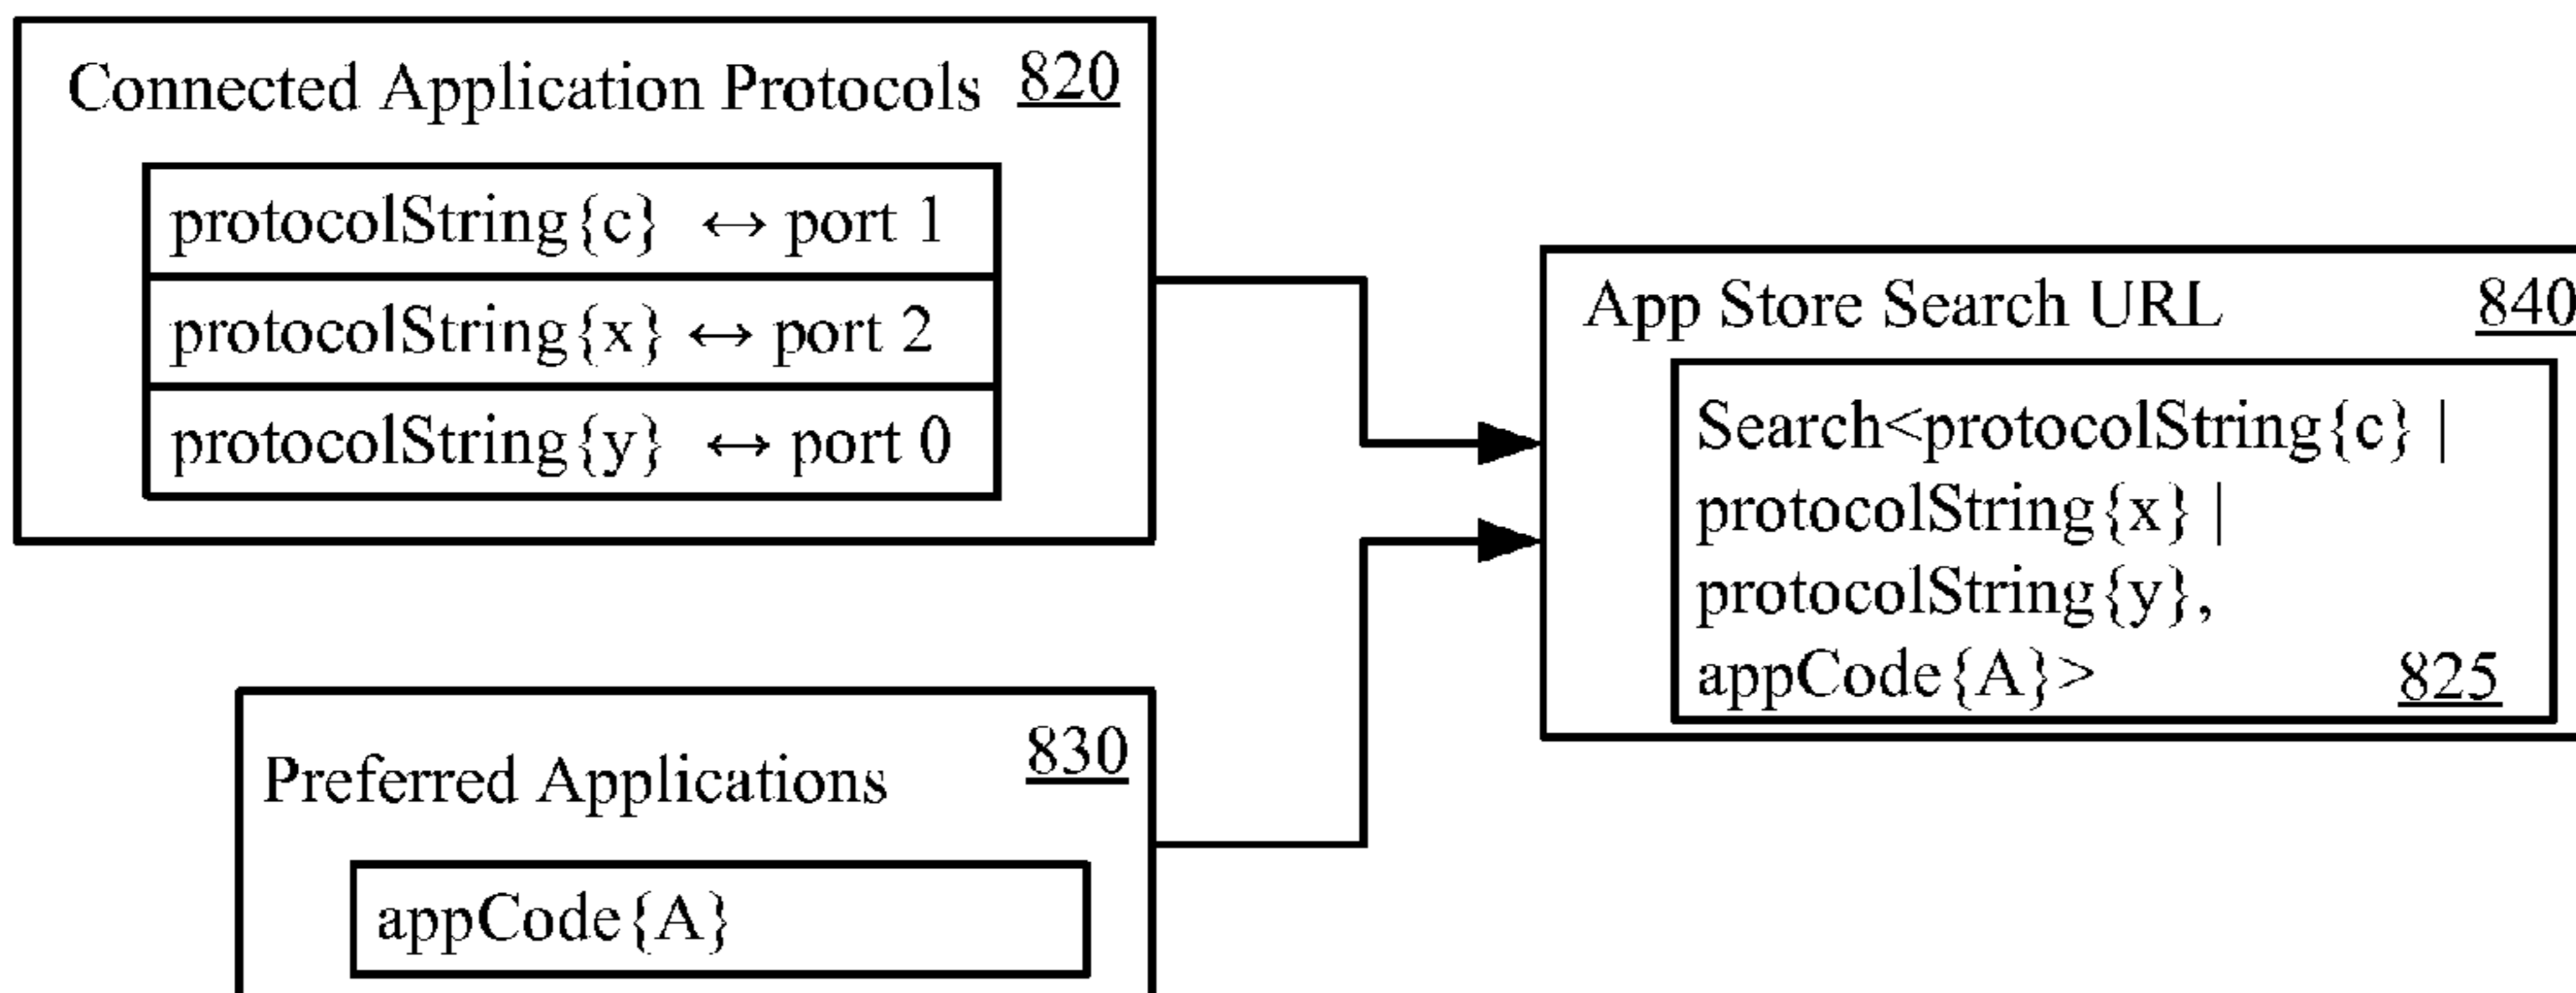 Connected Application Protocols 820
protocolString{c} ↔ port 1
protocolString{x} ↔ port 2
protocolString{y} ↔ port 0
App Store Search URL 840
Search<protocolString{c} |
protocolString{x} |
protocolString{y},
appCode{A}> 825
Preferred Applications 830
appCode{A}